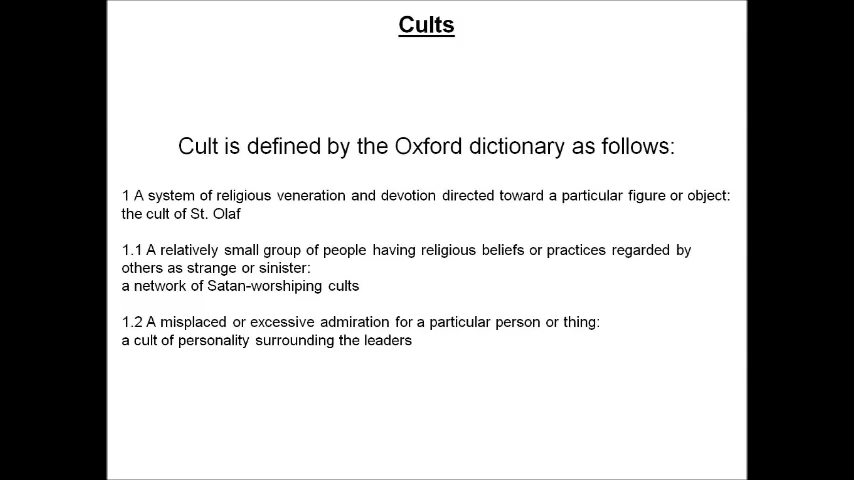 Cults
Cult is defined by the Oxford dictionary as follows:
1 A system of religious veneration and devotion directed toward a particular figure or object:
the cult of St. Olaf
1.1 A relatively small group of people having religious beliefs or practices regarded by
others as strange or sinister:
a network of Satan-worshiping cults
1.2 A misplaced or excessive admiration for a particular person or thing:
a cult of personality surrounding the leaders